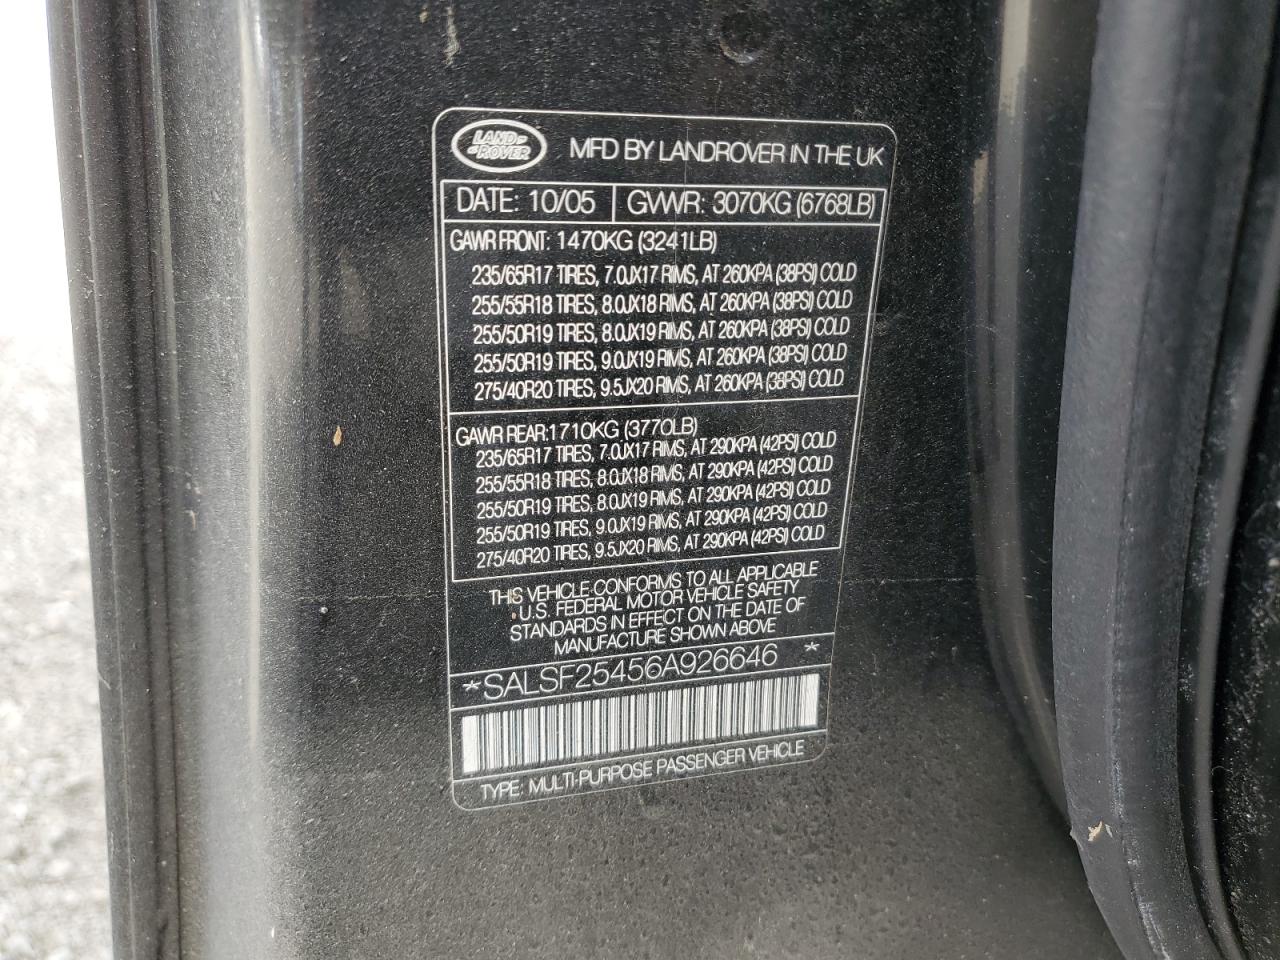 LAND-
-ROVER
MFD BY LANDROVER IN THE UK
DATE: 10/05 GVWR: 3070KG (6768LB)
GAWR FRONT: 1470KG (3241LB)
235/65R17 TIRES, 7.0JX17 RIMS, AT 260KPA (38PSI) COLD
255/55R18 TIRES, 8.0JX18 RIMS, AT 260KPA (38PSI) COLD
255/50R19 TIRES, 8.0JX19 RIMS, AT 260KPA (38PSI) COLD
255/50R19 TIRES, 9.0JX19 RIMS, AT 260KPA (38PSI) COLD
275/40R20 TIRES, 9.5JX20 RIMS, AT 260KPA (38PSI) COLD
GAWR REAR:1710KG (3770LB)
235/65R17 TIRES, 7.0JX17 RIMS, AT 290KPA (42PSI) COLD
255/55R18 TIRES, 8.0JX18 RIMS, AT 290KPA (42PSI) COLD
255/50R19 TIRES, 8.0JX19 RIMS, AT 290KPA (42PSI) COLD
255/50R19 TIRES, 9.0JX19 RIMS, AT 290KPA (42PSI) COLD
275/40R20 TIRES, 9.5JX20 RIMS, AT 290KPA (42PSI) COLD
THIS VEHICLE CONFORMS TO ALL APPLICABLE
U.S. FEDERAL MOTOR VEHICLE SAFETY
STANDARDS IN EFFECT ON THE DATE OF
MANUFACTURE SHOWN ABOVE
*SALSF25456A926646 *
TYPE: MULTI-PURPOSE PASSENGER VEHICLE